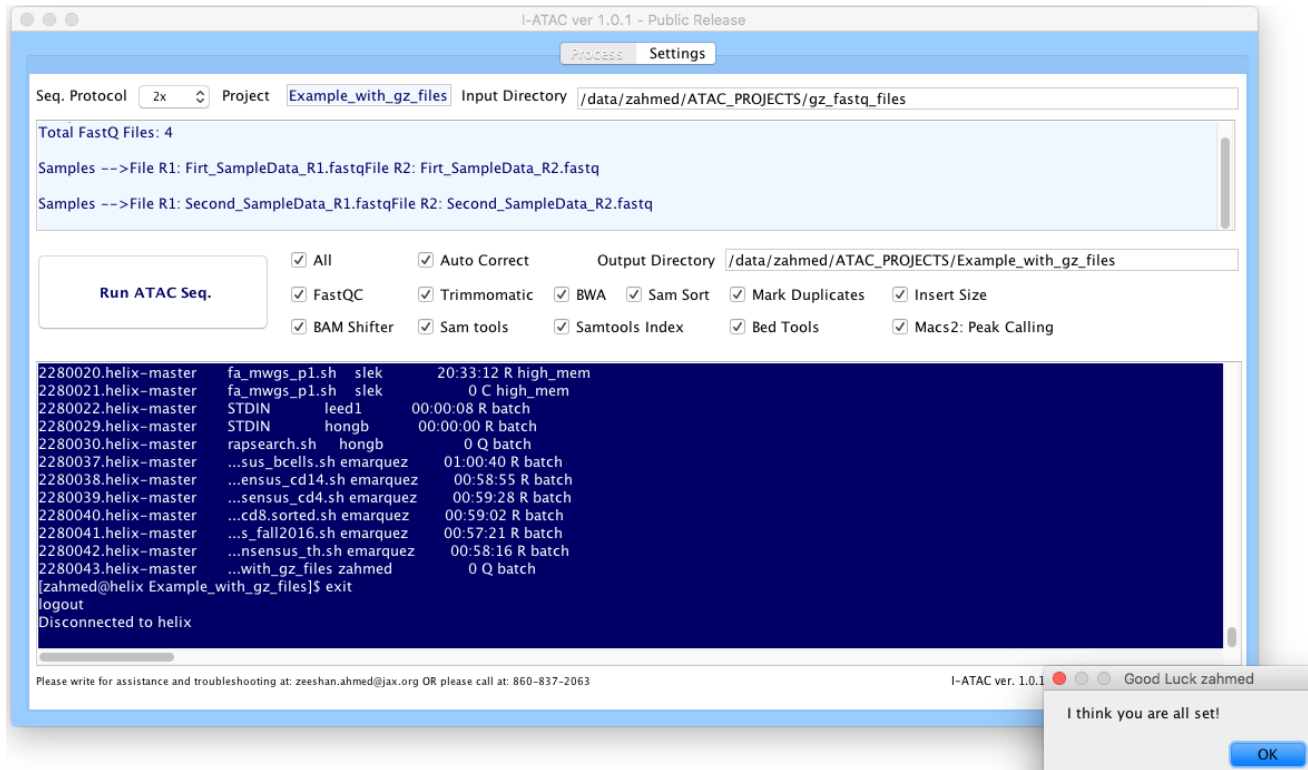 I-ATAC ver 1.0.1 - Public Release
Process Settings
Seq. Protocol 2x Project Example_with_gz_files Input Directory /data/zahmed/ATAC_PROJECTS/gz_fastq_files
Total FastQ Files: 4
Samples -->File R1: Firt_SampleData_R1.fastqFile R2: Firt_SampleData_R2.fastq
Samples -->File R1: Second_SampleData_R1.fastqFile R2: Second_SampleData_R2.fastq
All Auto Correct Output Directory /data/zahmed/ATAC_PROJECTS/Example_with_gz_files
Run ATAC Seq. FastQC Trimmomatic BWA Sam Sort Mark Duplicates Insert Size
BAM Shifter Sam tools Samtools Index Bed Tools Macs2: Peak Calling
2280020.helix-master fa_mwgs_p1.sh slek 20:33:12 R high_mem
2280021.helix-master fa_mwgs_p1.sh slek 0 C high_mem
2280022.helix-master STDIN leed1 00:00:08 R batch
2280029.helix-master STDIN hongb 00:00:00 R batch
2280030.helix-master rapsearch.sh hongb 0 Q batch
2280037.helix-master ...sus_bcells.sh emarquez 01:00:40 R batch
2280038.helix-master ...ensus_cd14.sh emarquez 00:58:55 R batch
2280039.helix-master ...sensus_cd4.sh emarquez 00:59:28 R batch
2280040.helix-master ...cd8.sorted.sh emarquez 00:59:02 R batch
2280041.helix-master ...s_fall2016.sh emarquez 00:57:21 R batch
2280042.helix-master ...nsensus_th.sh emarquez 00:58:16 R batch
2280043.helix-master ...with_gz_files zahmed 0 Q batch
[zahmed@helix Example_with_gz_files]$ exit
logout
Disconnected to helix
Please write for assistance and troubleshooting at: zeeshan.ahmed@jax.org OR please call at: 860-837-2063 I-ATAC ver. 1.0.1
Good Luck zahmed
I think you are all set!
OK